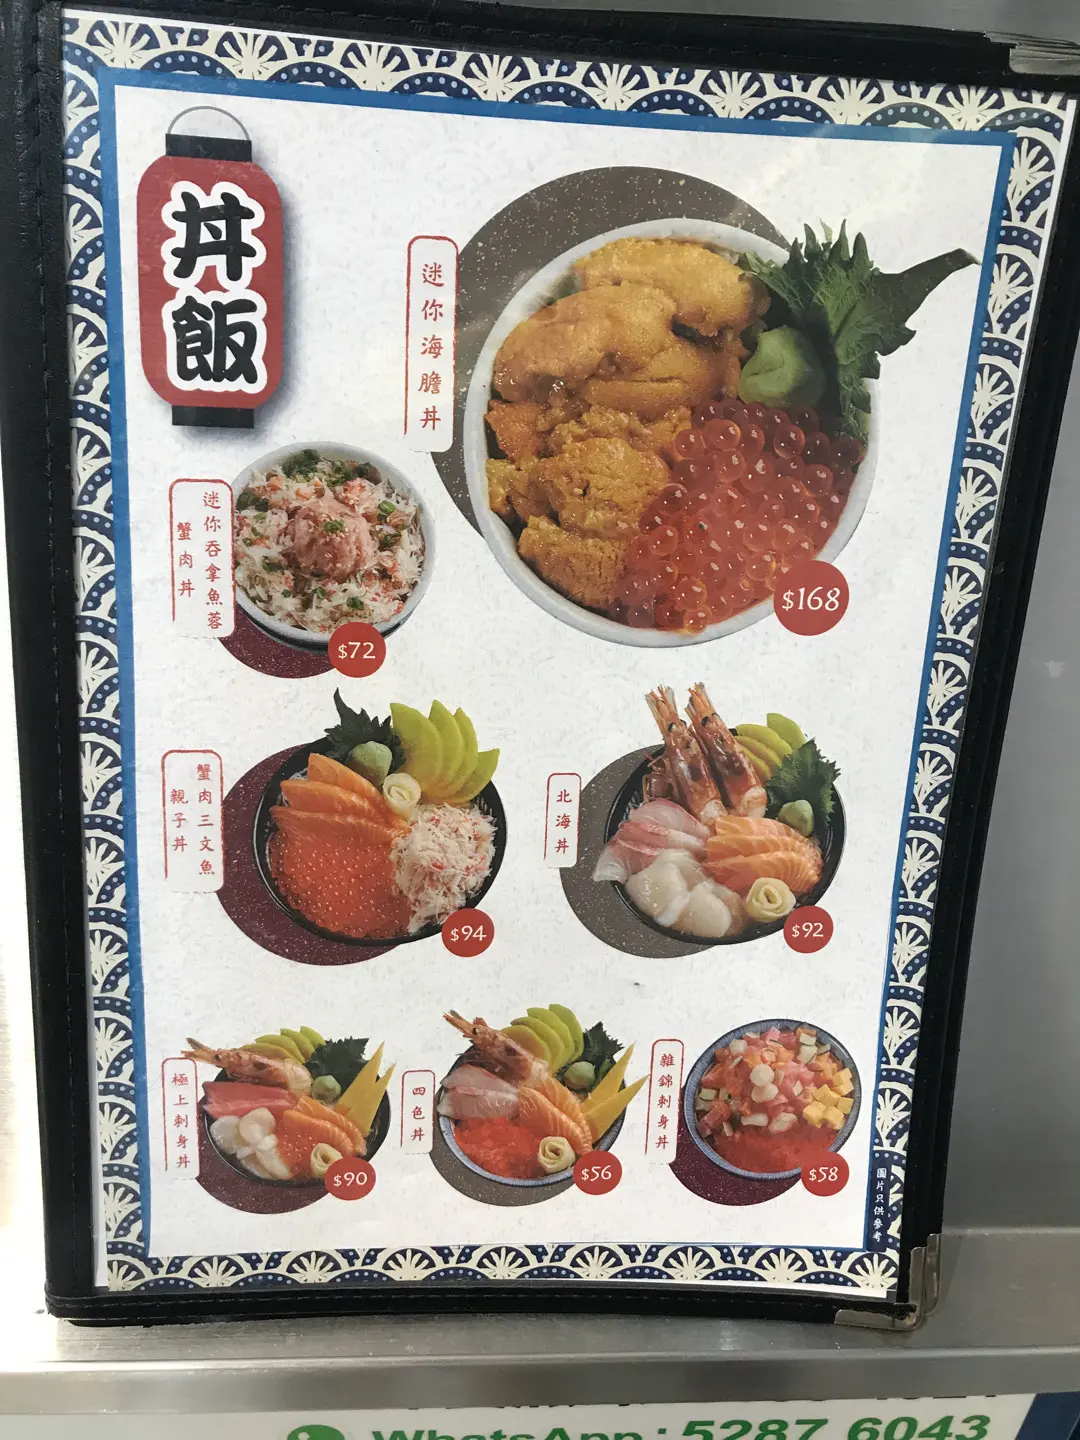 丼飯
迷你海膽丼
$168
迷你吞拿魚蓉
蟹肉丼
$72
蟹肉三文魚
親子丼
$94
北海丼
$92
極上刺身丼
$90
四色丼
$56
雜錦刺身丼
$58
圖片只供參考
WhatsApp : 5287 6043